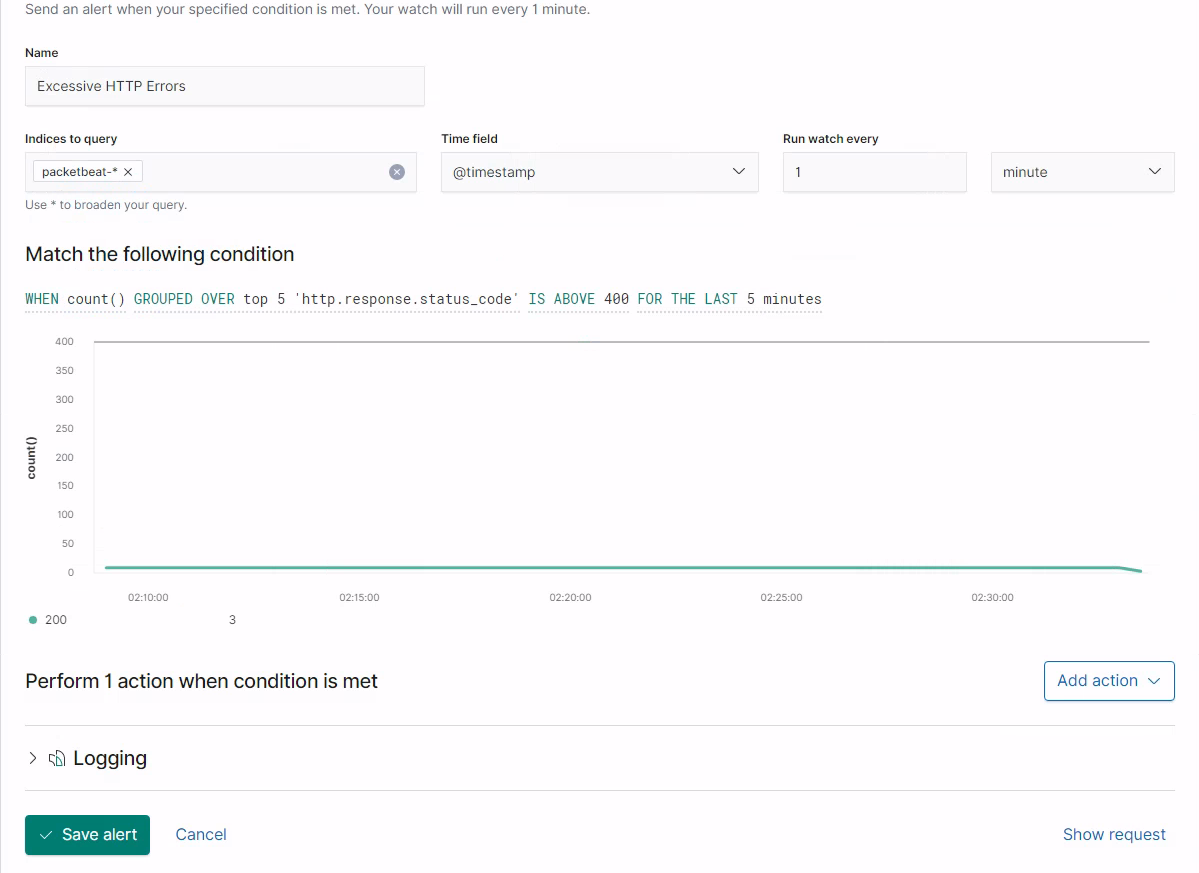 Send an alert when your specified condition is met. Your watch will run every 1 minute.
Name
Excessive HTTP Errors
Indices to query
Time field
Run watch every
packetbeat-*
@timestamp
1
minute
Use * to broaden your query.
Match the following condition
WHEN count() GROUPED OVER top 5 'http.response.status_code' IS ABOVE 400 FOR THE LAST 5 minutes
400
350
300
250
200
150
100
50
0
count()
02:10:00 02:15:00 02:20:00 02:25:00 02:30:00
200 3
Perform 1 action when condition is met
Add action
Logging
Save alert
Cancel
Show request